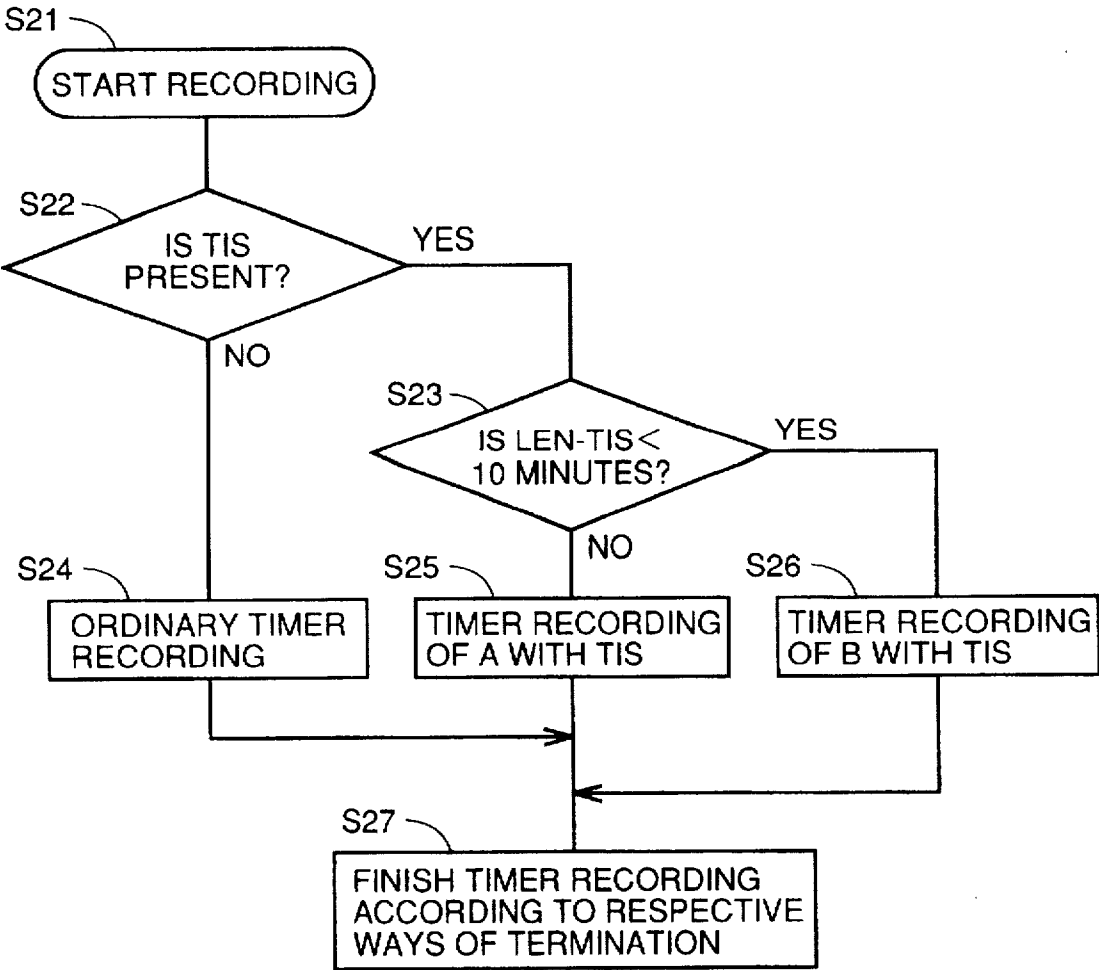 S21
START RECORDING
S22
IS TIS
PRESENT?
YES
NO
S23
IS LEN-TIS<
10 MINUTES?
YES
NO
S24
ORDINARY TIMER
RECORDING
S25
TIMER RECORDING
OF A WITH TIS
S26
TIMER RECORDING
OF B WITH TIS
S27
FINISH TIMER RECORDING
ACCORDING TO RESPECTIVE
WAYS OF TERMINATION